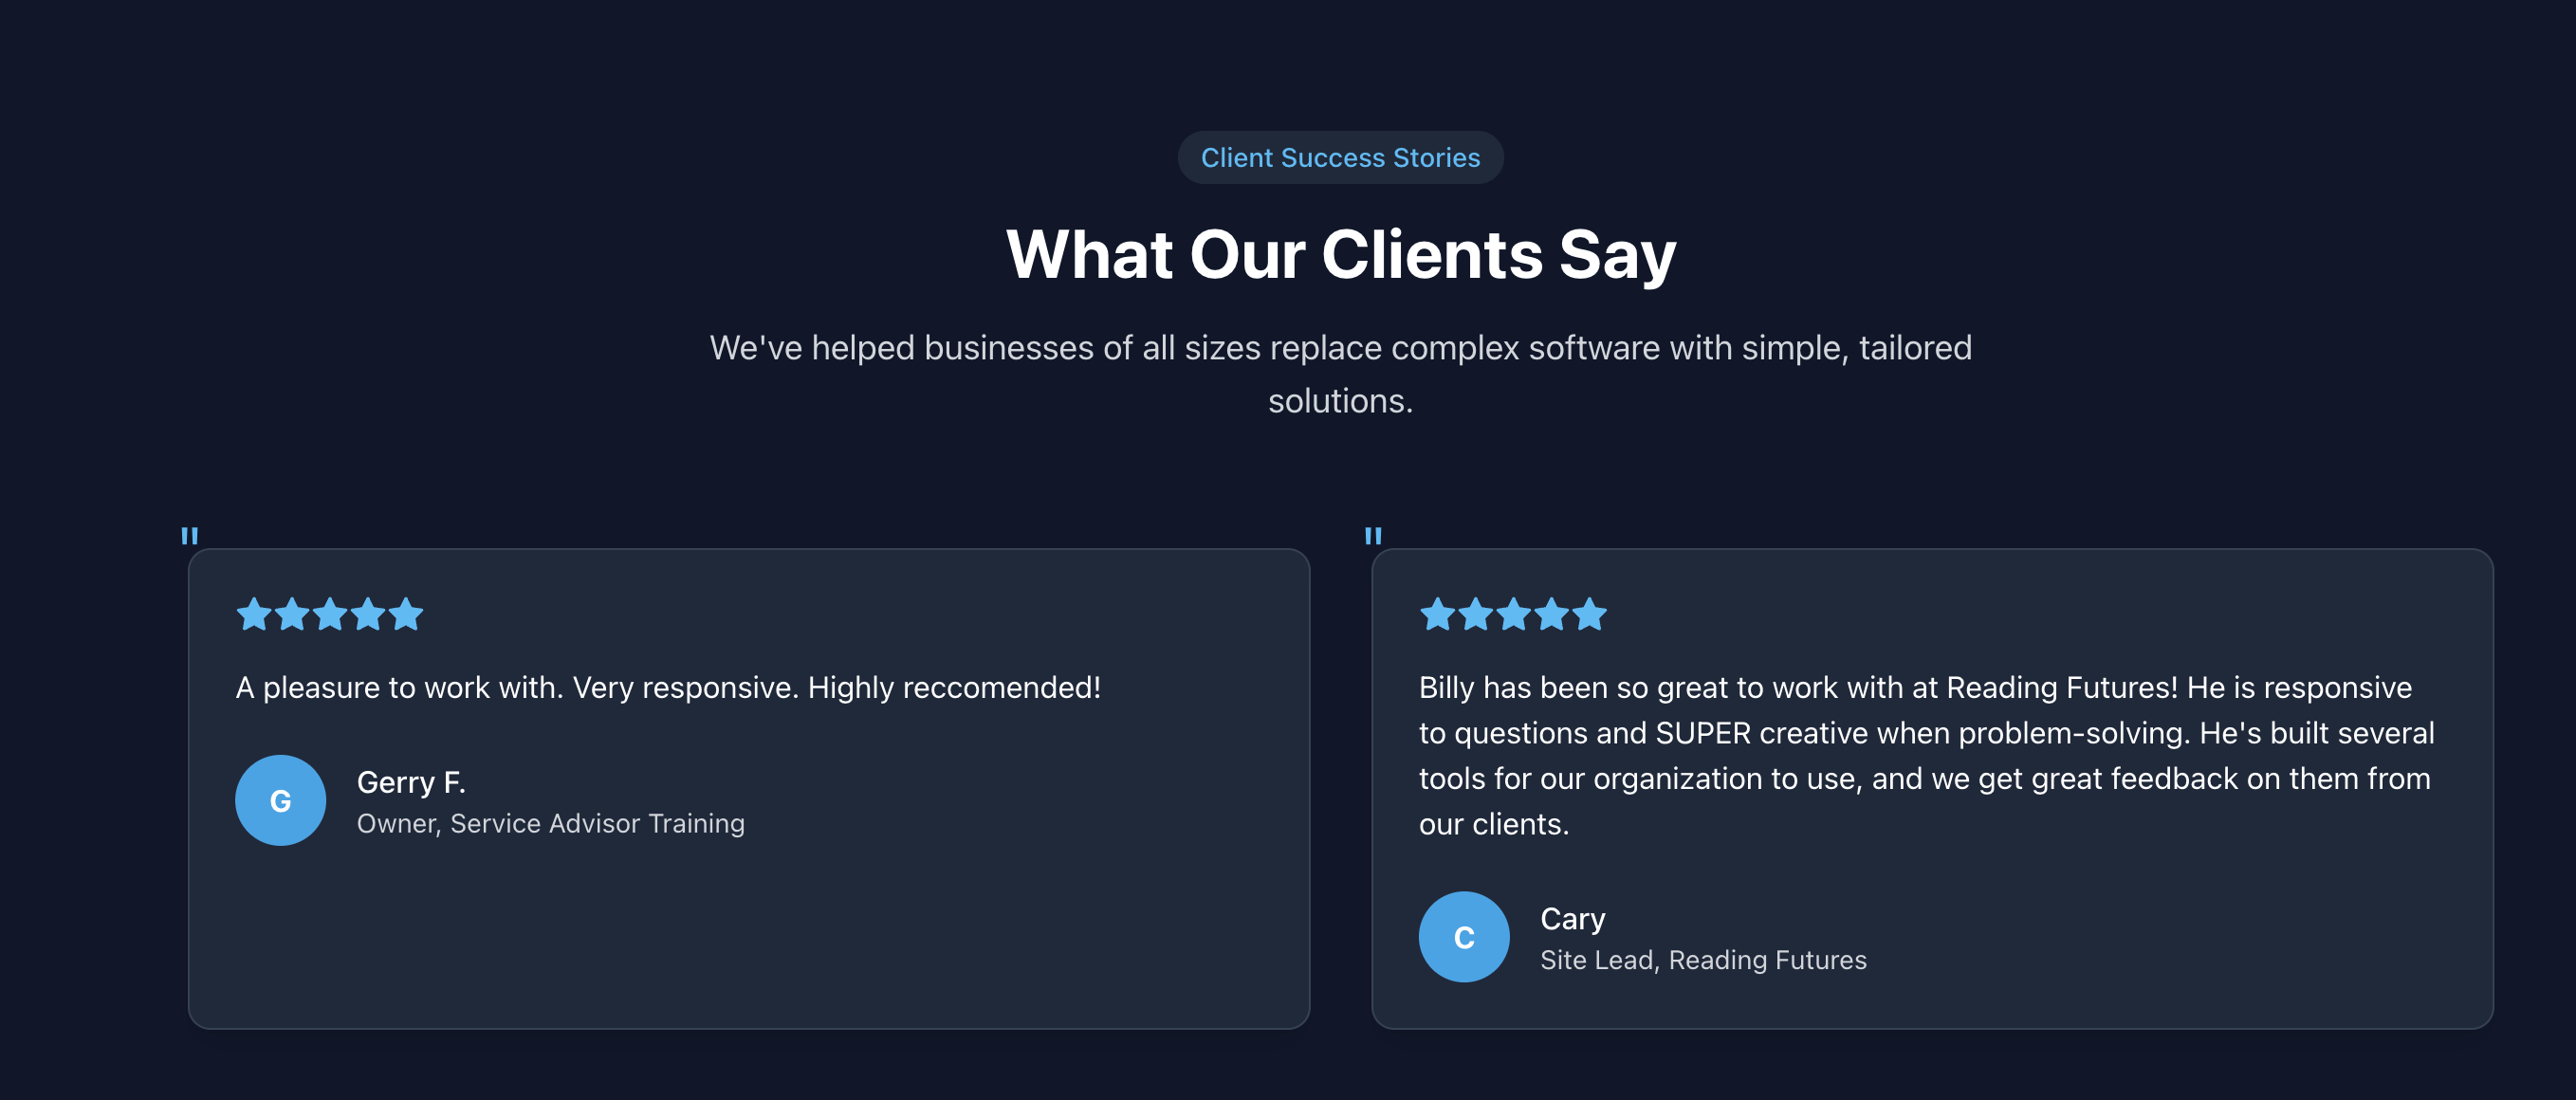 Client Success Stories
What Our Clients Say
We've helped businesses of all sizes replace complex software with simple, tailored
solutions.
"
A pleasure to work with. Very responsive. Highly reccomended!
G
Gerry F.
Owner, Service Advisor Training
"
Billy has been so great to work with at Reading Futures! He is responsive
to questions and SUPER creative when problem-solving. He's built several
tools for our organization to use, and we get great feedback on them from
our clients.
C
Cary
Site Lead, Reading Futures